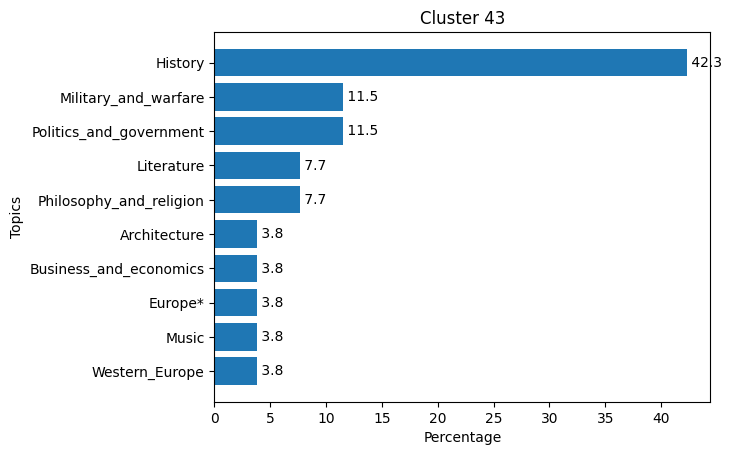 Cluster 43
Topics
History 42.3
Military_and_warfare 11.5
Politics_and_government 11.5
Literature 7.7
Philosophy_and_religion 7.7
Architecture 3.8
Business_and_economics 3.8
Europe* 3.8
Music 3.8
Western_Europe 3.8
0 5 10 15 20 25 30 35 40
Percentage